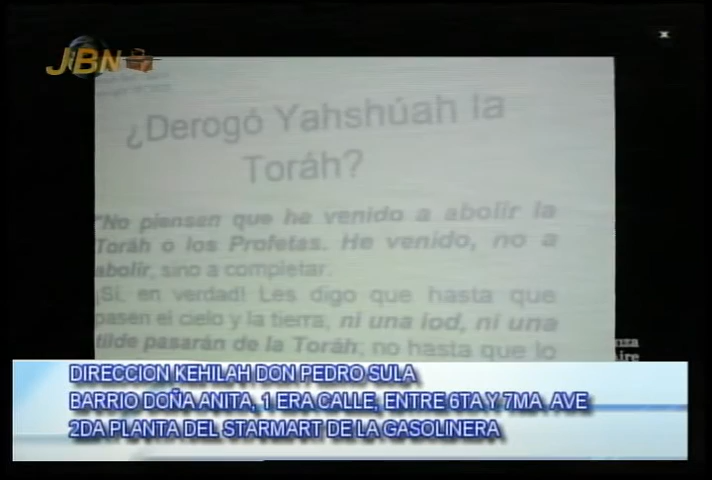 JBN
¿Derogó Yahshúah la
Toráh?
"No piensen que he venido a abolir la
Toráh o los Profetas. He venido, no a
abolir, sino a completar.
¡Sí, en verdad! Les digo que hasta que
pasen el cielo y la tierra, ni una iod, ni una
tilde pasarán de la Toráh; no hasta que lo
DIRECCION KEHILAH DON PEDRO SULA
BARRIO DOÑA ANITA, 1 ERA CALLE, ENTRE 6TA Y 7MA AVE
2DA PLANTA DEL STARMART DE LA GASOLINERA